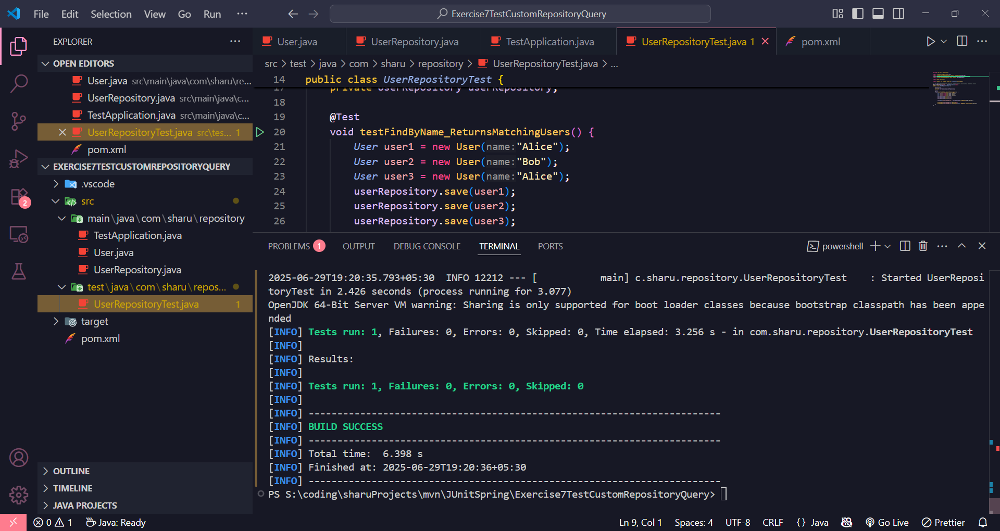 File Edit Selection View Go Run ···
Exercise7TestCustomRepositoryQuery
EXPLORER ···
OPEN EDITORS
User.java src\main\java\com\sharu\re...
UserRepository.java src\main\java\c...
TestApplication.java src\main\java\c...
UserRepositoryTest.java src\tes... 1
pom.xml
EXERCISE7TESTCUSTOMREPOSITORYQUERY
.vscode
src
main\java\com\sharu\repository
TestApplication.java
User.java
UserRepository.java
test\java\com\sharu\repos...
UserRepositoryTest.java 1
target
pom.xml
OUTLINE
TIMELINE
JAVA PROJECTS
2
User.java UserRepository.java TestApplication.java UserRepositoryTest.java 1 pom.xml ···
src > test > java > com > sharu > repository > UserRepositoryTest.java > ...
14 public class UserRepositoryTest {
17 private UserRepository userRepository;
18
19 @Test
20 void testFindByName_ReturnsMatchingUsers() {
21 User user1 = new User(name:"Alice");
22 User user2 = new User(name:"Bob");
23 User user3 = new User(name:"Alice");
24 userRepository.save(user1);
25 userRepository.save(user2);
26 userRepository.save(user3);
PROBLEMS 1 OUTPUT DEBUG CONSOLE TERMINAL PORTS powershell ···
2025-06-29T19:20:35.793+05:30  INFO 12212 --- [           main] c.sharu.repository.UserRepositoryTest    : Started UserReposi
toryTest in 2.426 seconds (process running for 3.077)
OpenJDK 64-Bit Server VM warning: Sharing is only supported for boot loader classes because bootstrap classpath has been appe
nded
[INFO] Tests run: 1, Failures: 0, Errors: 0, Skipped: 0, Time elapsed: 3.256 s - in com.sharu.repository.UserRepositoryTest
[INFO]
[INFO] Results:
[INFO]
[INFO] Tests run: 1, Failures: 0, Errors: 0, Skipped: 0
[INFO]
[INFO] ------------------------------------------------------------------------
[INFO] BUILD SUCCESS
[INFO] ------------------------------------------------------------------------
[INFO] Total time:  6.398 s
[INFO] Finished at: 2025-06-29T19:20:36+05:30
[INFO] ------------------------------------------------------------------------
PS S:\coding\sharuProjects\mvn\JUnitSpring\Exercise7TestCustomRepositoryQuery>
0 1 Java: Ready Ln 9, Col 1 Spaces: 4 UTF-8 CRLF {} Java Go Live Prettier